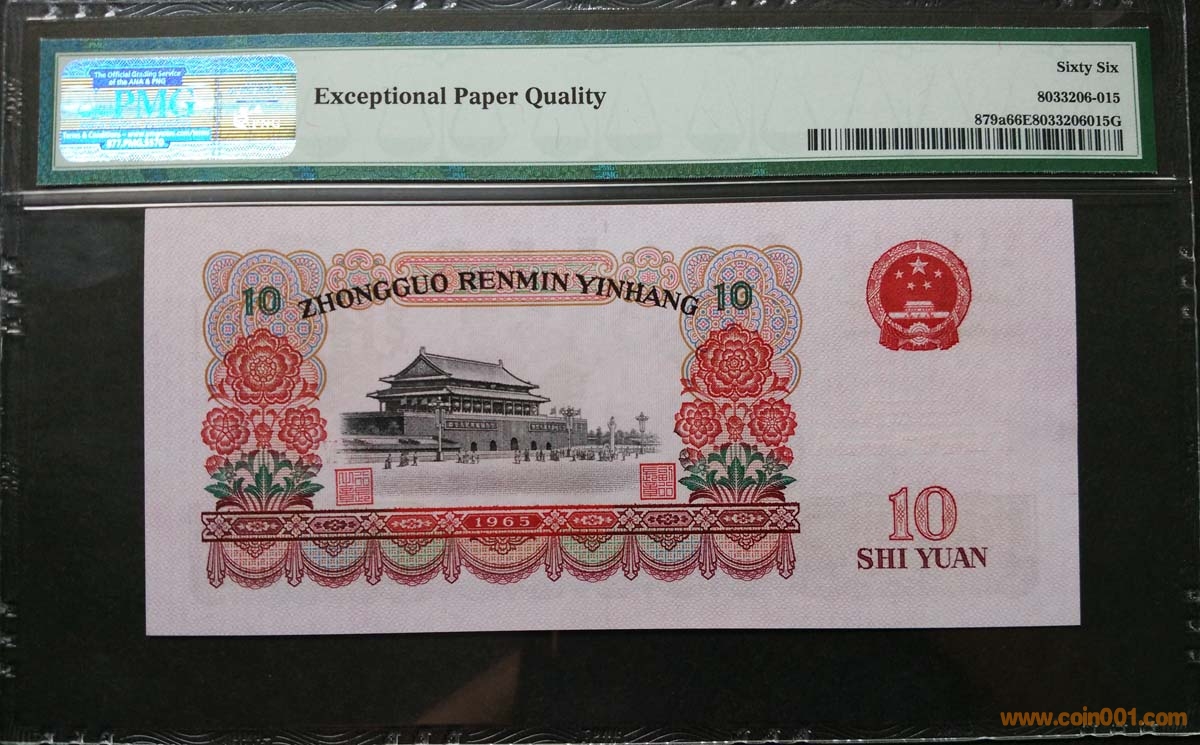 The Official Grading Service
of the ANA & PNG
PMG
PNG
Exceptional Paper Quality
Sixty Six
8033206-015
879a66E8033206015G
10 ZHONGGUO RENMIN YINHANG 10
1965
10
SHI YUAN
www.coin001.com